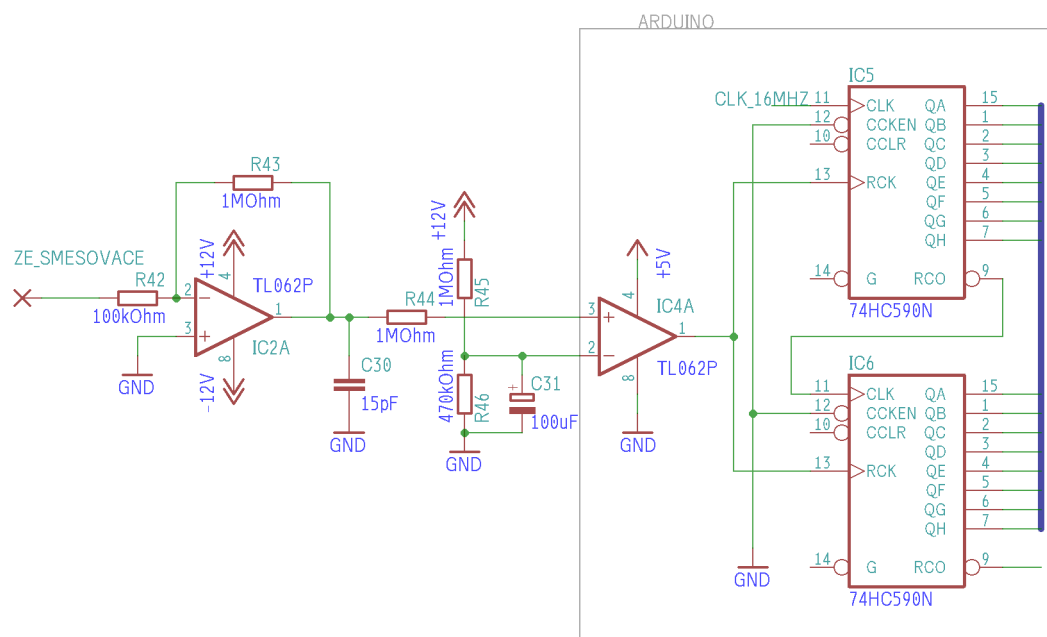 ARDUINO
IC5
CLK_16MHZ 11 CLK QA 15
12 CCKEN QB 1
10 CCLR QC 2
QD 3
13 RCK QE 4
QF 5
QG 6
QH 7
14 G RCO 9
74HC590N
R43
1MOhm
ZE_SMESOVACE
R42
100kOhm
+12V
4
TL062P
2 −
3 +
1
IC2A
8
-12V
GND
C30
15pF
GND
R44
1MOhm
+12V
1MOhm
R45
470kOhm
R46
C31
+
100uF
GND
+5V
4
IC4A
3 +
2 −
1
TL062P
8
GND
IC6
11 CLK QA 15
12 CCKEN QB 1
10 CCLR QC 2
QD 3
13 RCK QE 4
QF 5
QG 6
QH 7
14 G RCO 9
74HC590N
GND